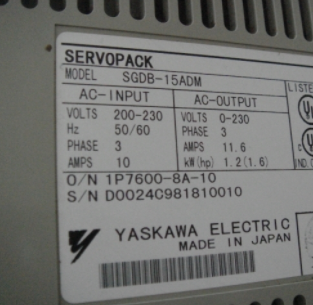 SERVOPACK
MODEL SGDB-15ADM
AC-INPUT AC-OUTPUT
VOLTS 200-230 VOLTS 0-230
Hz 50/60 PHASE 3
PHASE 3 AMPS 11.6
AMPS 10 kW(hp) 1.2(1.6)
O/N 1P7600-8A-10
S/N D0024C981810010
YASKAWA ELECTRIC
MADE IN JAPAN
LISTE
IND.C